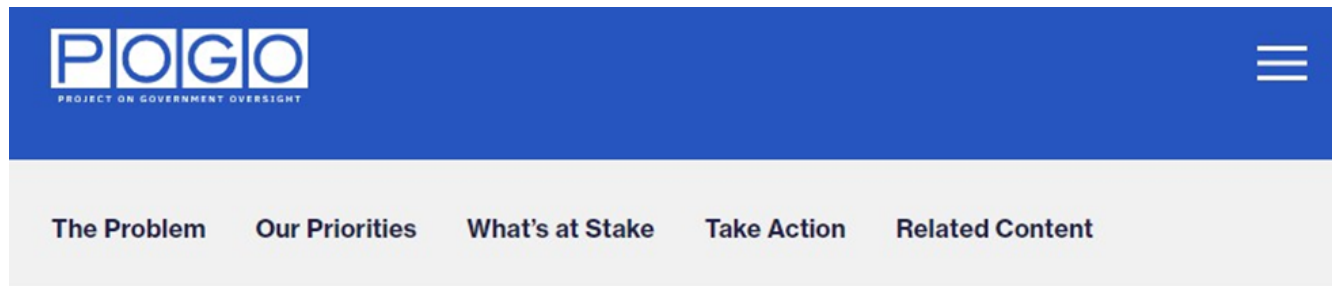 POGO
PROJECT ON GOVERNMENT OVERSIGHT
The Problem Our Priorities What’s at Stake Take Action Related Content